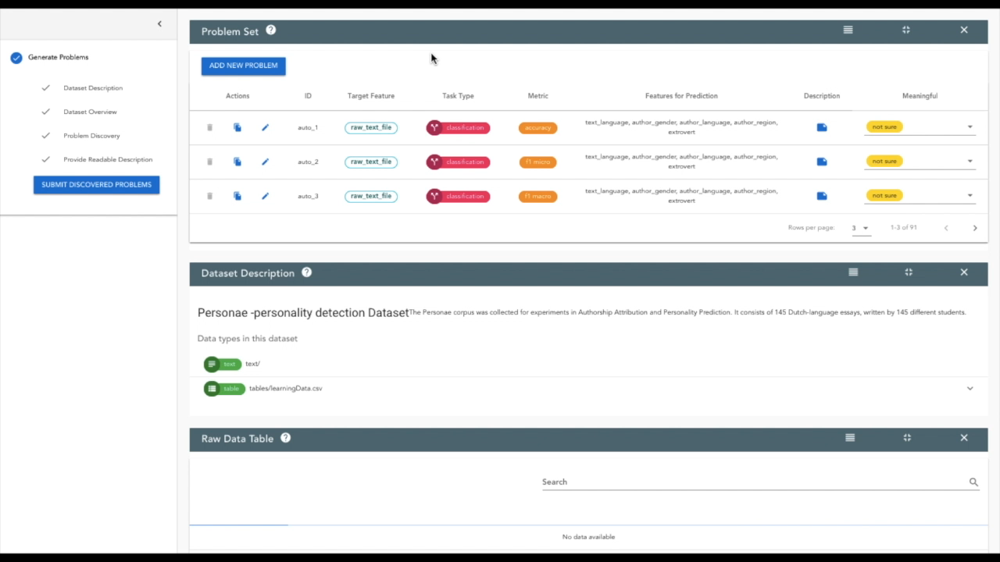 Generate Problems
Dataset Description
Dataset Overview
Problem Discovery
Provide Readable Description
SUBMIT DISCOVERED PROBLEMS
Problem Set ?
ADD NEW PROBLEM
Actions ID Target Feature Task Type Metric Features for Prediction Description Meaningful
auto_1 raw_text_file classification accuracy text_language, author_gender, author_language, author_region, not sure
extrovert
auto_2 raw_text_file classification f1 micro text_language, author_gender, author_language, author_region, not sure
extrovert
auto_3 raw_text_file classification f1 macro text_language, author_gender, author_language, author_region, not sure
extrovert
Rows per page: 3 1-3 of 91
Dataset Description ?
Personae -personality detection DatasetThe Personae corpus was collected for experiments in Authorship Attribution and Personality Prediction. It consists of 145 Dutch-language essays, written by 145 different students.
Data types in this dataset
text text/
table tables/learningData.csv
Raw Data Table ?
Search
No data available